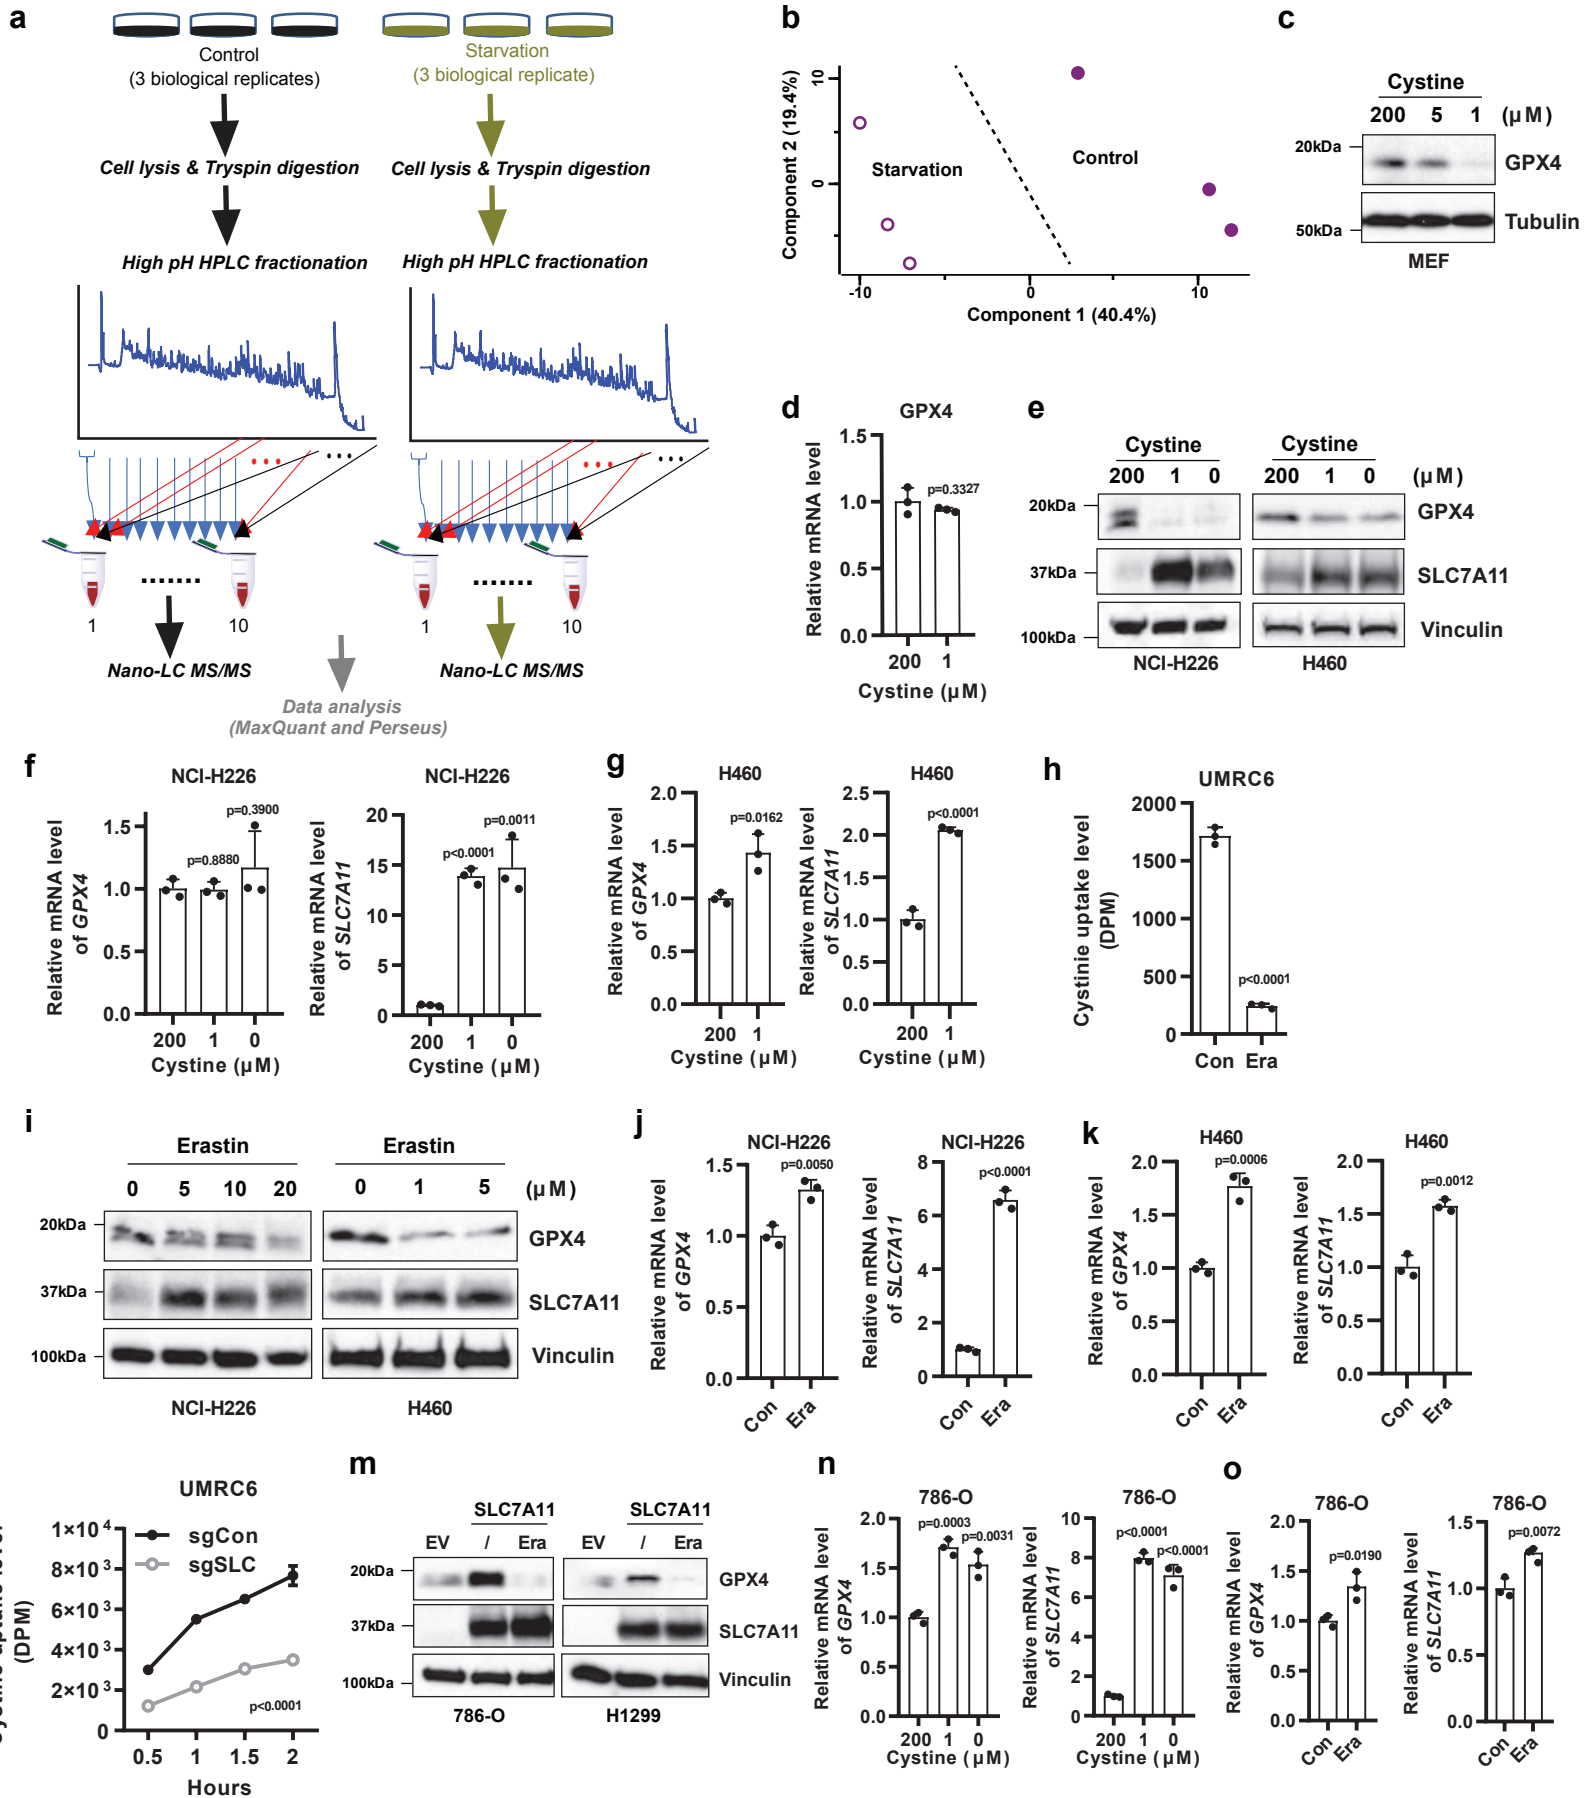 a
Control
(3 biological replicates)
Starvation
(3 biological replicate)
Cell lysis & Tryspin digestion
Cell lysis & Tryspin digestion
High pH HPLC fractionation
High pH HPLC fractionation
1
10
1
10
Nano-LC MS/MS
Nano-LC MS/MS
Data analysis
(MaxQuant and Perseus)
b
Component 2 (19.4%)
10
0
Starvation
Control
-10
0
10
Component 1 (40.4%)
c
Cystine
200 5 1 (µM)
20kDa
GPX4
50kDa
Tubulin
MEF
d
GPX4
Relative mRNA level
1.5
1.0
0.5
0.0
p=0.3327
200 1
Cystine (µM)
e
Cystine
Cystine
200 1 0
200 1 0 (µM)
20kDa
GPX4
37kDa
SLC7A11
100kDa
Vinculin
NCI-H226
H460
f
NCI-H226
Relative mRNA level
of GPX4
1.5
1.0
0.5
0.0
p=0.8880
p=0.3900
200 1 0
Cystine (µM)
NCI-H226
Relative mRNA level
of SLC7A11
20
15
10
5
0
p<0.0001
p=0.0011
200 1 0
Cystine (µM)
g
H460
Relative mRNA level
of GPX4
2.0
1.5
1.0
0.5
0.0
p=0.0162
200 1
Cystine (µM)
H460
Relative mRNA level
of SLC7A11
2.5
2.0
1.5
1.0
0.5
0.0
p<0.0001
200 1
Cystine (µM)
h
UMRC6
Cystinie uptake level
(DPM)
2000
1500
1000
500
0
p<0.0001
Con Era
i
Erastin
Erastin
0 5 10 20
0 1 5 (µM)
20kDa
GPX4
37kDa
SLC7A11
100kDa
Vinculin
NCI-H226
H460
j
NCI-H226
Relative mRNA level
of GPX4
1.5
1.0
0.5
0.0
p=0.0050
Con Era
NCI-H226
Relative mRNA level
of SLC7A11
8
6
4
2
0
p<0.0001
Con Era
k
H460
Relative mRNA level
of GPX4
2.0
1.5
1.0
0.5
0.0
p=0.0006
Con Era
H460
Relative mRNA level
of SLC7A11
2.0
1.5
1.0
0.5
0.0
p=0.0012
Con Era
UMRC6
(DPM)
1×10 4
8×10 3
6×10 3
4×10 3
2×10 3
0
sgCon
sgSLC
p<0.0001
0.5 1 1.5 2
Hours
m
SLC7A11
SLC7A11
EV / Era
EV / Era
20kDa
GPX4
37kDa
SLC7A11
100kDa
Vinculin
786-O
H1299
n
786-O
Relative mRNA level
of GPX4
2.0
1.5
1.0
0.5
0.0
p=0.0003
p=0.0031
200 1 0
Cystine (µM)
786-O
Relative mRNA level
of SLC7A11
10
8
6
4
2
0
p<0.0001
p<0.0001
200 1 0
Cystine (µM)
o
786-O
Relative mRNA level
of GPX4
2.0
1.5
1.0
0.5
0.0
p=0.0190
Con Era
786-O
Relative mRNA level
of SLC7A11
1.5
1.0
0.5
0.0
p=0.0072
Con Era